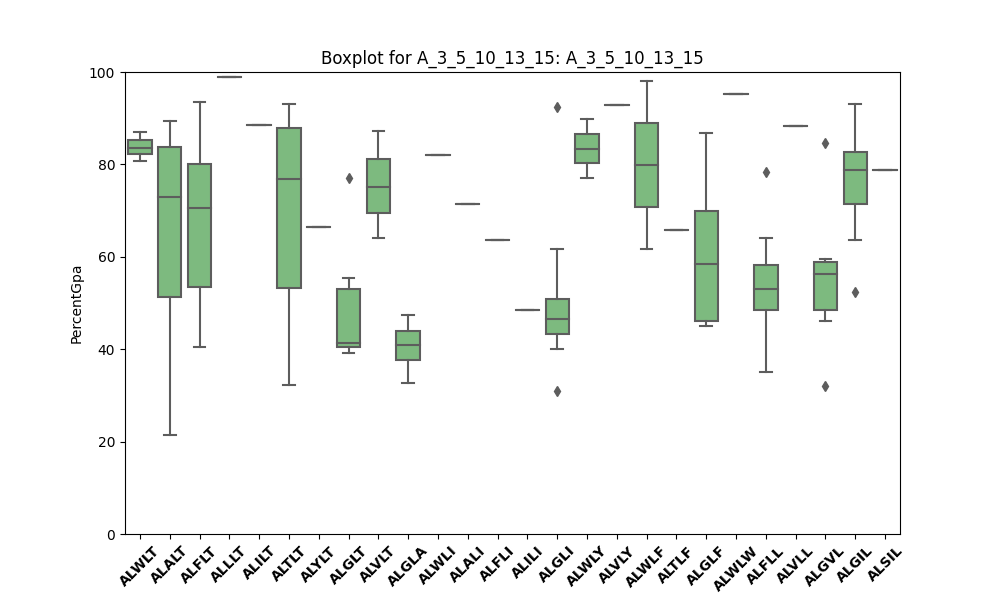 Boxplot for A_3_5_10_13_15: A_3_5_10_13_15
PercentGpa
100
80
60
40
20
0
ALWLT ALALT ALFLT ALLLT ALILT ALTLT ALYLT ALGLT ALVLT ALGLA ALWLI ALALI ALFLI ALILI ALGLI ALWLY ALVLY ALWLF ALTLF ALGLF ALWLW ALFLL ALVLL ALGVL ALGIL ALSIL